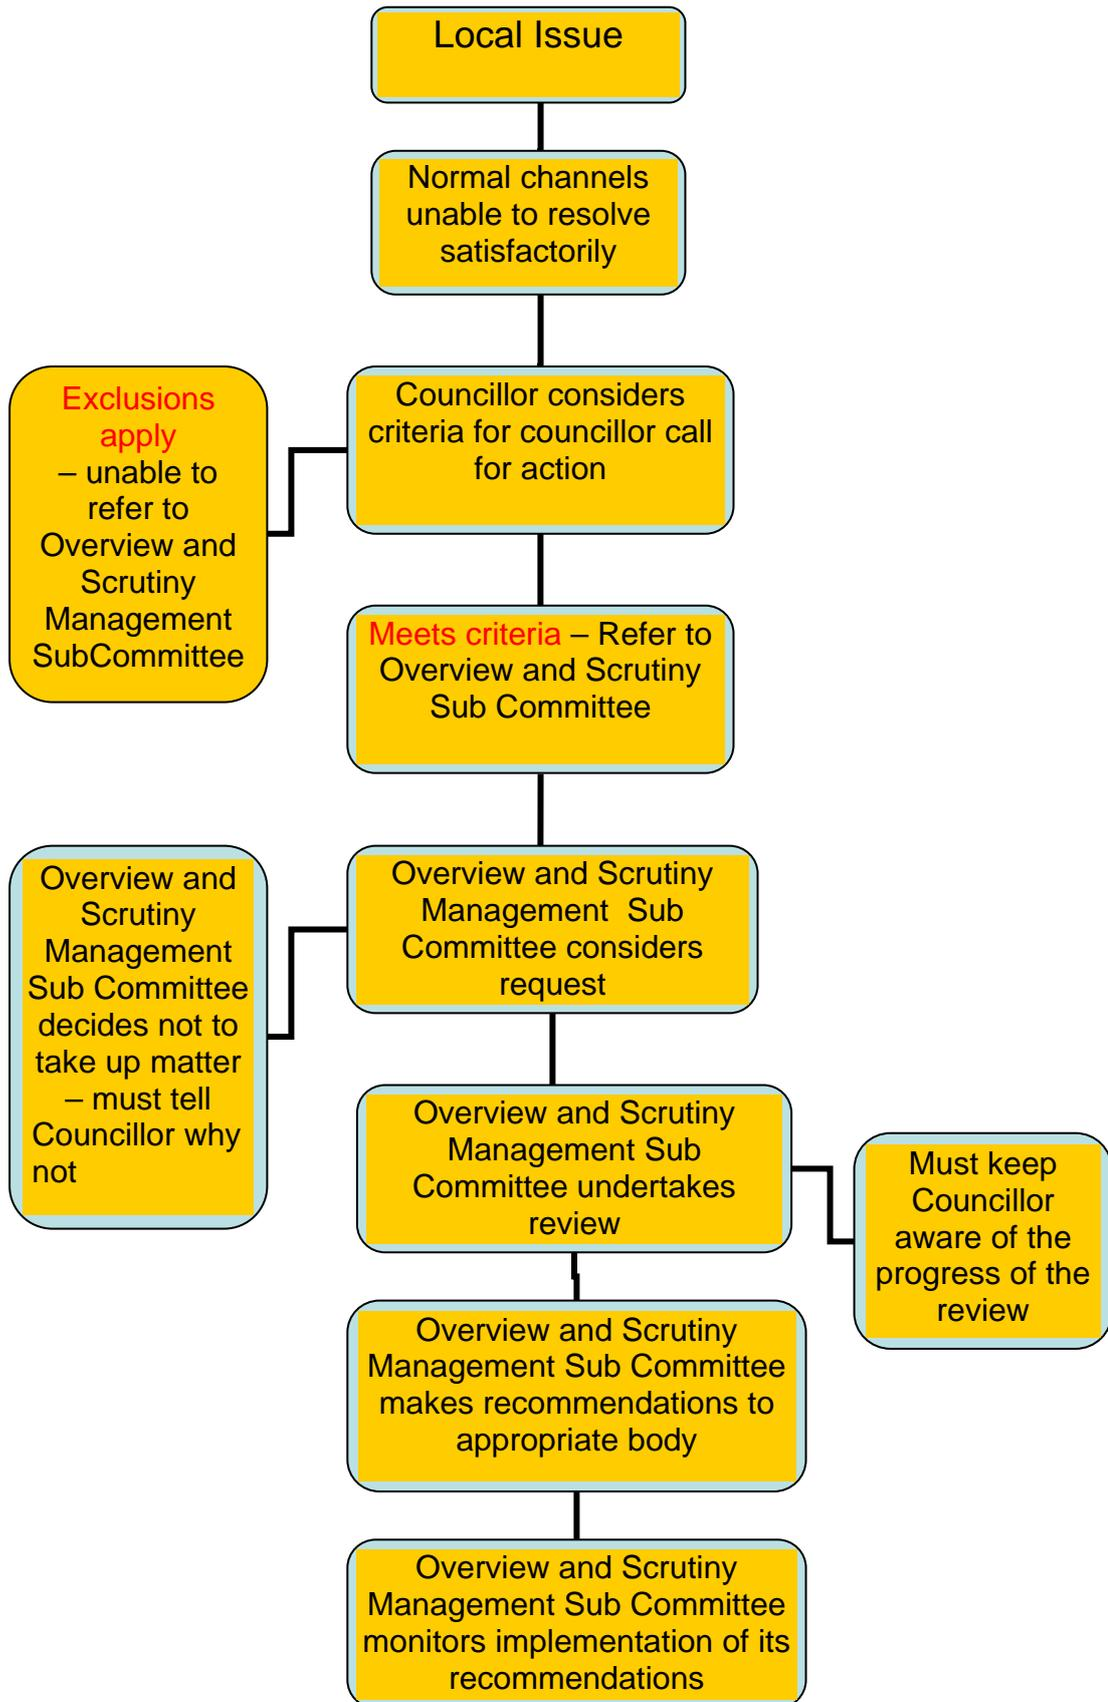 Local Issue
Normal channels
unable to resolve
satisfactorily
Councillor considers
criteria for councillor call
for action
Exclusions
apply
– unable to
refer to
Overview and
Scrutiny
Management
SubCommittee
Meets criteria – Refer to
Overview and Scrutiny
Sub Committee
Overview and Scrutiny
Management  Sub
Committee considers
request
Overview and
Scrutiny
Management
Sub Committee
decides not to
take up matter
– must tell
Councillor why
not
Overview and Scrutiny
Management Sub
Committee undertakes
review
Must keep
Councillor
aware of the
progress of the
review
Overview and Scrutiny
Management Sub Committee
makes recommendations to
appropriate body
Overview and Scrutiny
Management Sub Committee
monitors implementation of its
recommendations